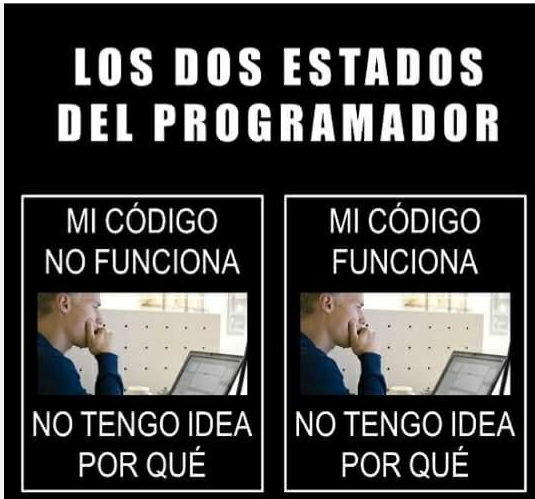 LOS DOS ESTADOS
DEL PROGRAMADOR
MI CÓDIGO
NO FUNCIONA
NO TENGO IDEA
POR QUÉ
MI CÓDIGO
FUNCIONA
NO TENGO IDEA
POR QUÉ